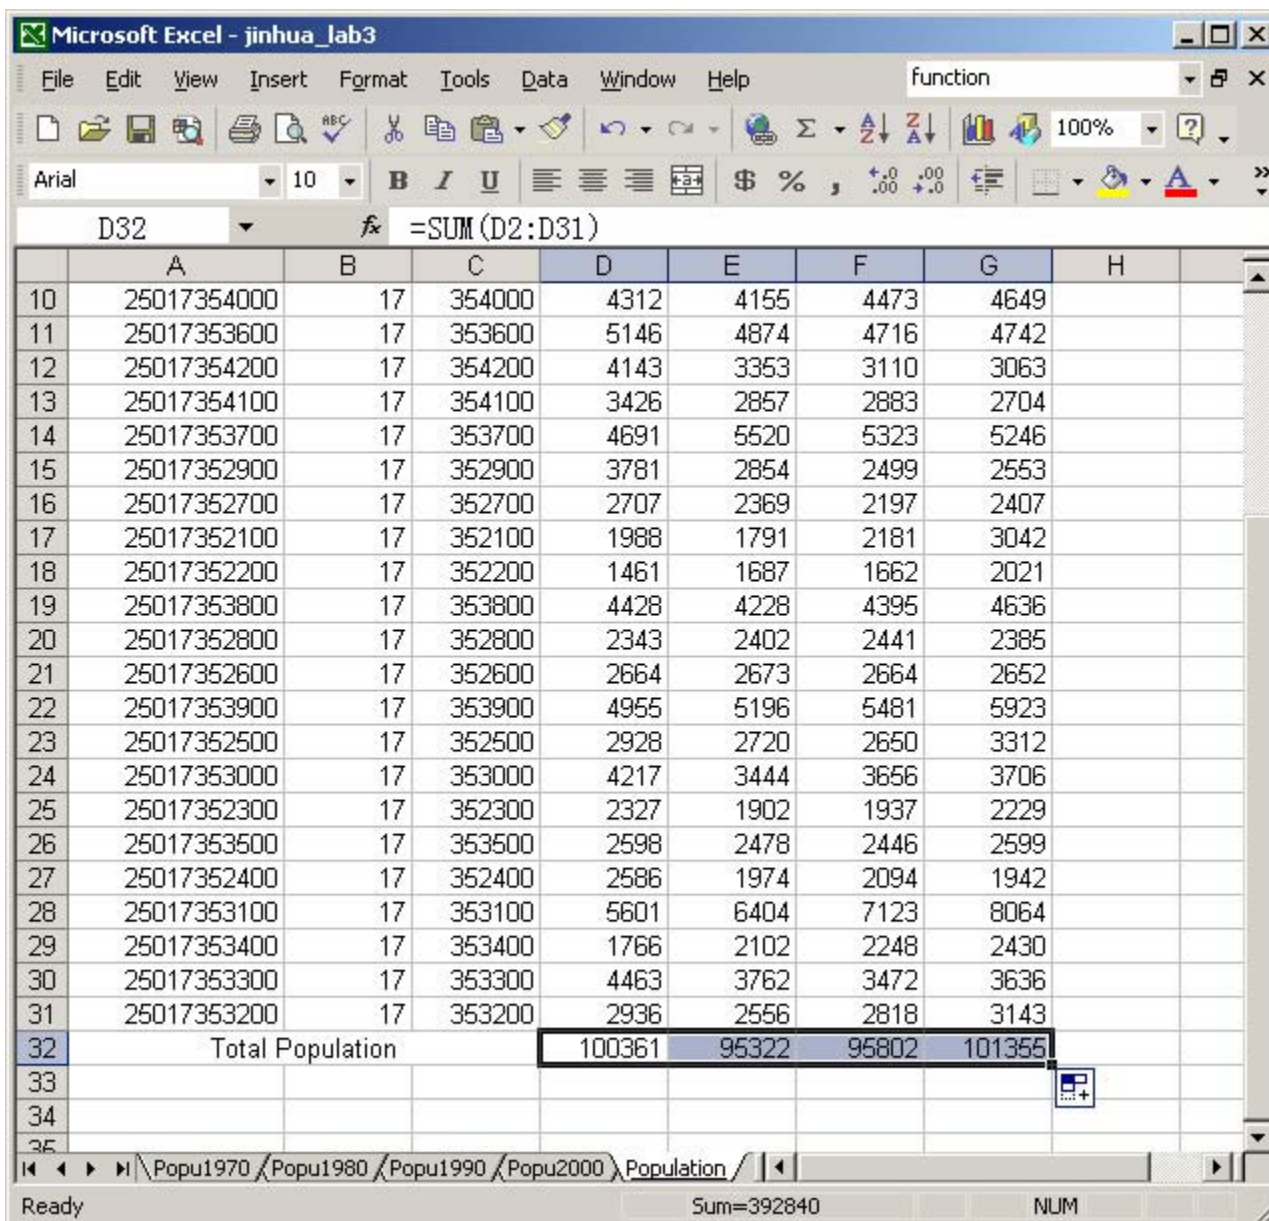 Microsoft Excel - jinhua_lab3
File Edit View Insert Format Tools Data Window Help function
ABC Σ A Z Z A 100% ?
Arial 10 B I U a $ % , .0 .00 .00 .0 A »
D32 fx =SUM(D2:D31)
A B C D E F G H
10 25017354000 17 354000 4312 4155 4473 4649
11 25017353600 17 353600 5146 4874 4716 4742
12 25017354200 17 354200 4143 3353 3110 3063
13 25017354100 17 354100 3426 2857 2883 2704
14 25017353700 17 353700 4691 5520 5323 5246
15 25017352900 17 352900 3781 2854 2499 2553
16 25017352700 17 352700 2707 2369 2197 2407
17 25017352100 17 352100 1988 1791 2181 3042
18 25017352200 17 352200 1461 1687 1662 2021
19 25017353800 17 353800 4428 4228 4395 4636
20 25017352800 17 352800 2343 2402 2441 2385
21 25017352600 17 352600 2664 2673 2664 2652
22 25017353900 17 353900 4955 5196 5481 5923
23 25017352500 17 352500 2928 2720 2650 3312
24 25017353000 17 353000 4217 3444 3656 3706
25 25017352300 17 352300 2327 1902 1937 2229
26 25017353500 17 353500 2598 2478 2446 2599
27 25017352400 17 352400 2586 1974 2094 1942
28 25017353100 17 353100 5601 6404 7123 8064
29 25017353400 17 353400 1766 2102 2248 2430
30 25017353300 17 353300 4463 3762 3472 3636
31 25017353200 17 353200 2936 2556 2818 3143
32 Total Population 100361 95322 95802 101355
33
34
35
Popu1970 Popu1980 Popu1990 Popu2000 Population
Ready Sum=392840 NUM